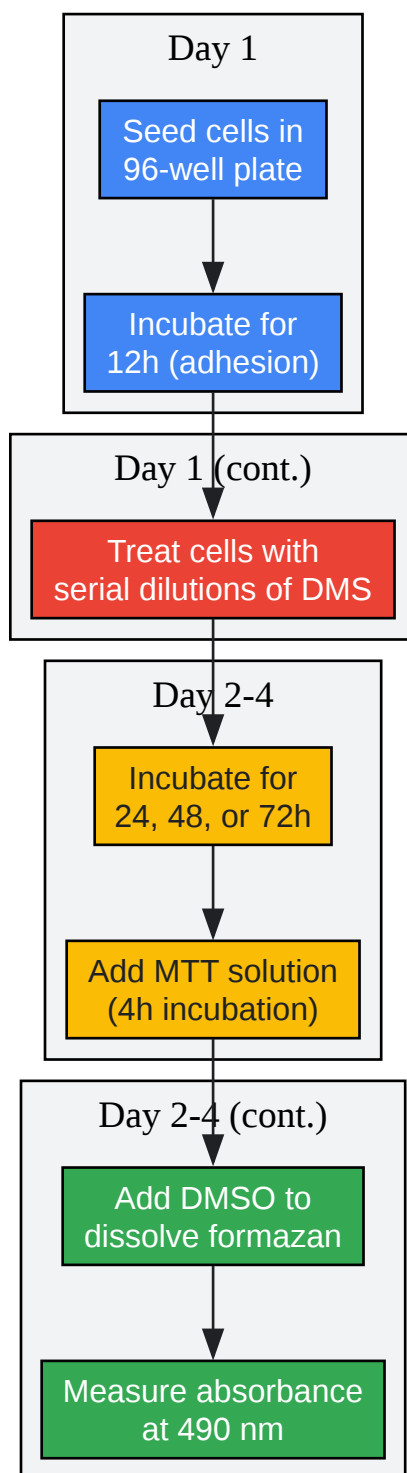 Day 1
Seed cells in
96-well plate
Incubate for
12h (adhesion)
Day 1 (cont.)
Treat cells with
serial dilutions of DMS
Day 2-4
Incubate for
24, 48, or 72h
Add MTT solution
(4h incubation)
Day 2-4 (cont.)
Add DMSO to
dissolve formazan
Measure absorbance
at 490 nm